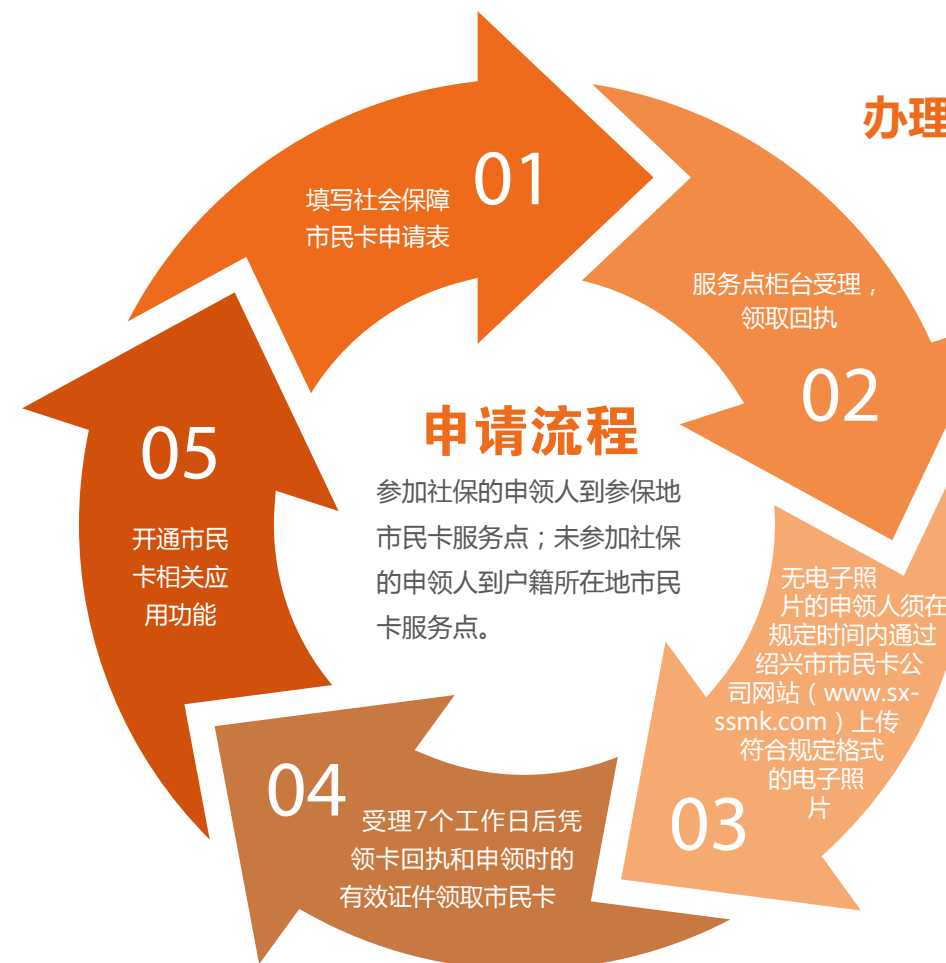 办理
01
填写社会保障
市民卡申请表
服务点柜台受理，
领取回执
02
申请流程
参加社保的申领人到参保地
市民卡服务点；未参加社保
的申领人到户籍所在地市民
卡服务点。
无电子照
片的申领人须在
规定时间内通过
绍兴市市民卡公
司网站（www.sx-
ssmk.com）上传
符合规定格式
的电子照
片
03
04
受理7个工作日后凭
领卡回执和申领时的
有效证件领取市民卡
05
开通市民
卡相关应
用功能